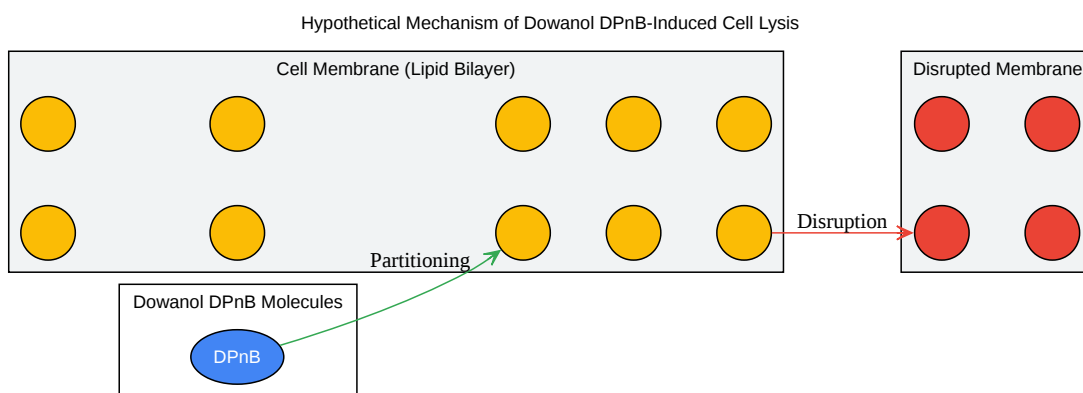 Hypothetical Mechanism of Dowanol DPnB-Induced Cell Lysis
Cell Membrane (Lipid Bilayer)
Disrupted Membrane
Disruption
Partitioning
Dowanol DPnB Molecules
DPnB